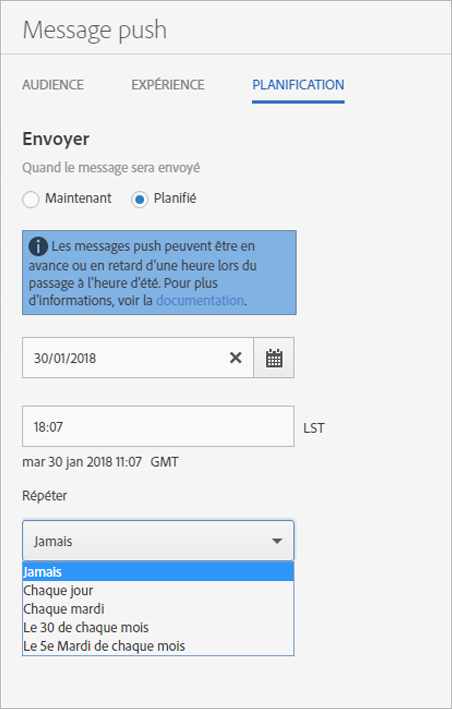 Message push
AUDIENCE EXPÉRIENCE PLANIFICATION
Envoyer
Quand le message sera envoyé
Maintenant Planifié
Les messages push peuvent être en
avance ou en retard d'une heure lors du
passage à l'heure d'été. Pour plus
d'informations, voir la documentation.
30/01/2018
18:07 LST
mar 30 jan 2018 11:07 GMT
Répéter
Jamais
Jamais
Chaque jour
Chaque mardi
Le 30 de chaque mois
Le 5e Mardi de chaque mois